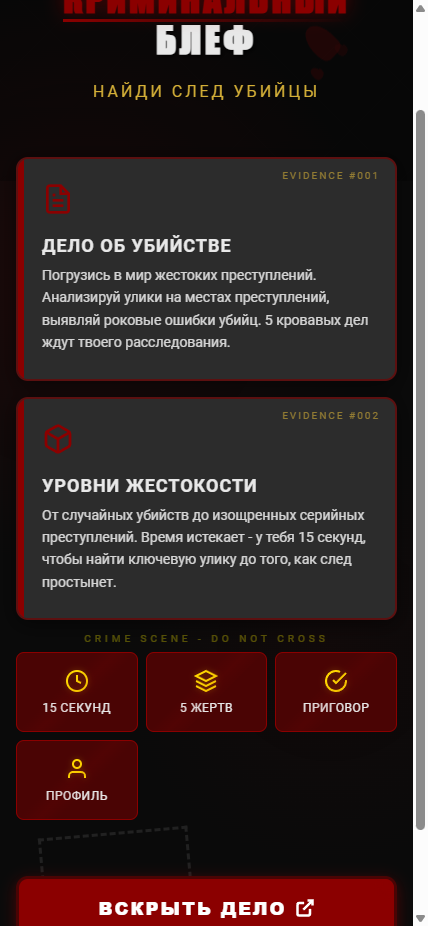 КРИМИНАЛЬНЫЙ
БЛЕФ
НАЙДИ СЛЕД УБИЙЦЫ
EVIDENCE #001
ДЕЛО ОБ УБИЙСТВЕ
Погрузись в мир жестоких преступлений.
Анализируй улики на местах преступлений,
выявляй роковые ошибки убийц. 5 кровавых дел
ждут твоего расследования.
EVIDENCE #002
УРОВНИ ЖЕСТОКОСТИ
От случайных убийств до изощренных серийных
преступлений. Время истекает - у тебя 15 секунд,
чтобы найти ключевую улику до того, как след
простынет.
CRIME SCENE - DO NOT CROSS
15 СЕКУНД
5 ЖЕРТВ
ПРИГОВОР
ПРОФИЛЬ
ВСКРЫТЬ ДЕЛО